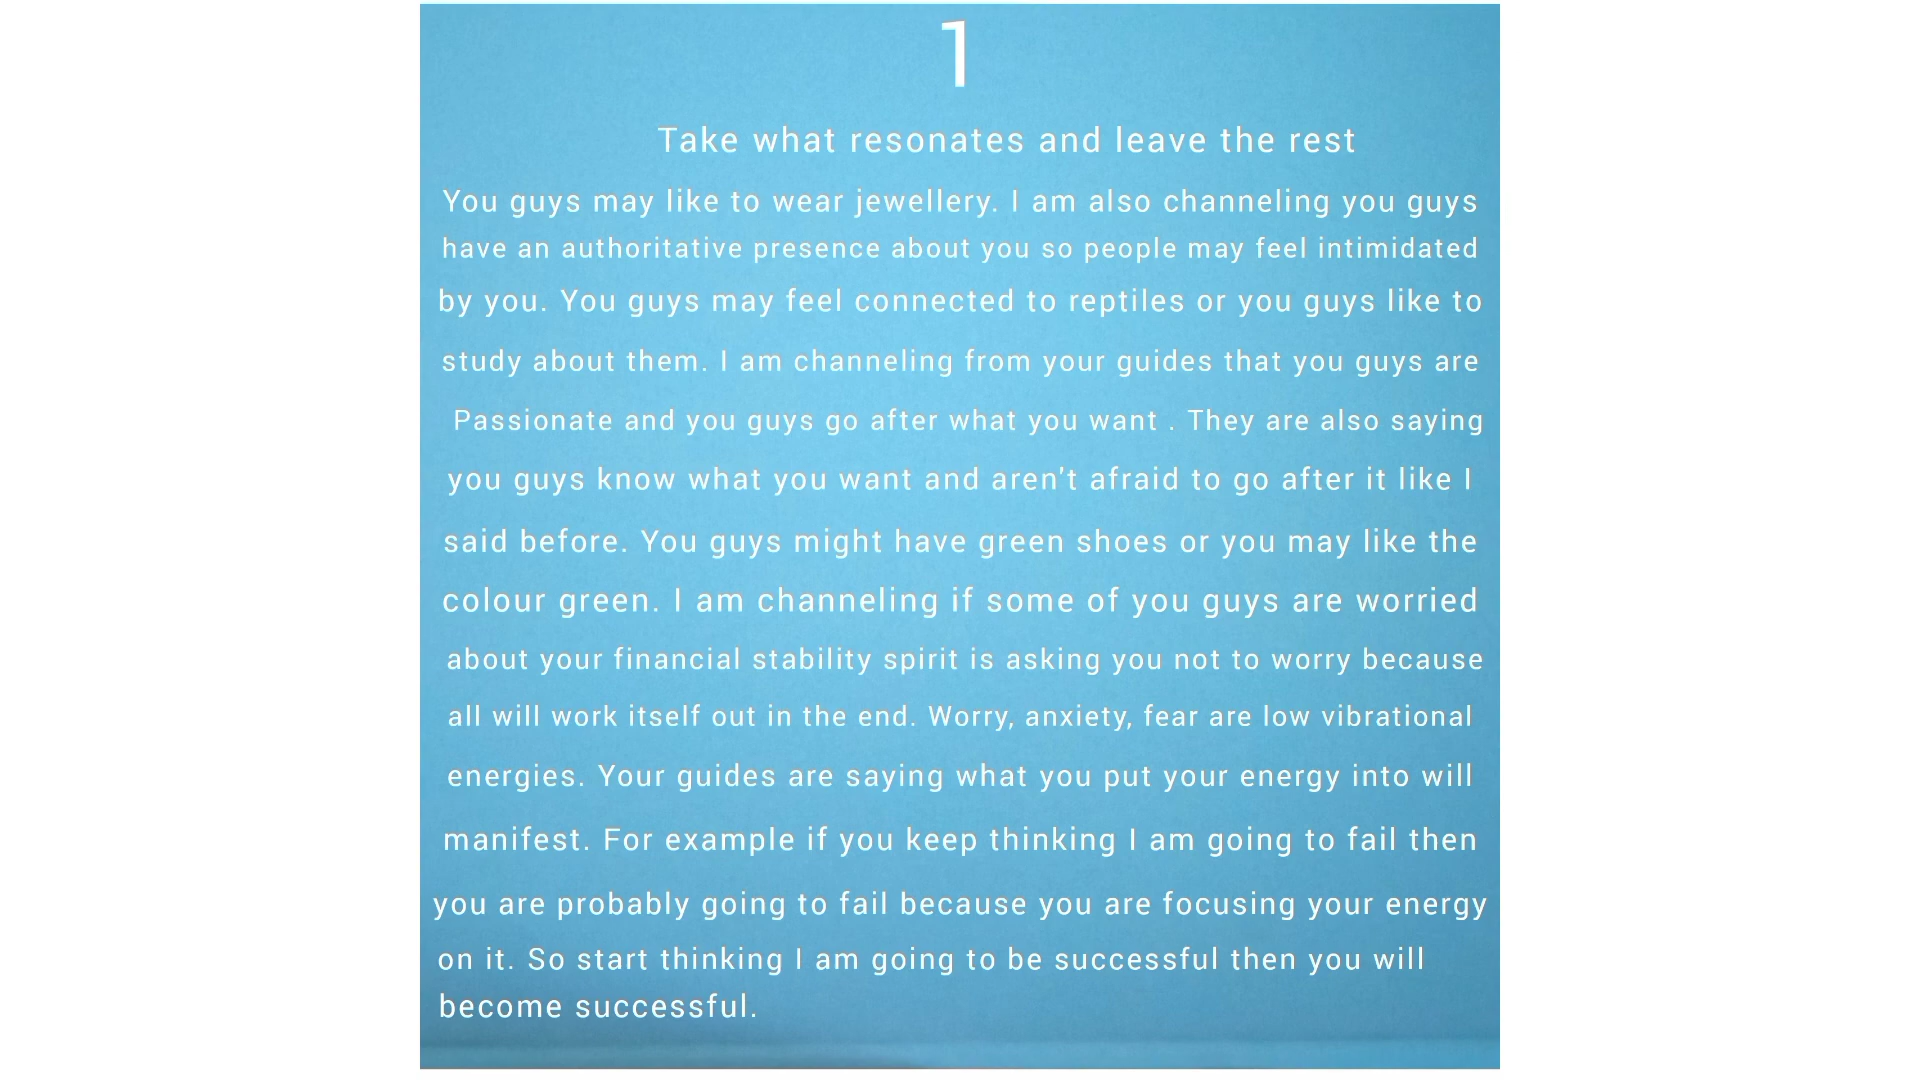 1
Take what resonates and leave the rest
You guys may like to wear jewellery. I am also channeling you guys
have an authoritative presence about you so people may feel intimidated
by you. You guys may feel connected to reptiles or you guys like to
study about them. I am channeling from your guides that you guys are
Passionate and you guys go after what you want . They are also saying
you guys know what you want and aren't afraid to go after it like I
said before. You guys might have green shoes or you may like the
colour green. I am channeling if some of you guys are worried
about your financial stability spirit is asking you not to worry because
all will work itself out in the end. Worry, anxiety, fear are low vibrational
energies. Your guides are saying what you put your energy into will
manifest. For example if you keep thinking I am going to fail then
you are probably going to fail because you are focusing your energy
on it. So start thinking I am going to be successful then you will
become successful.